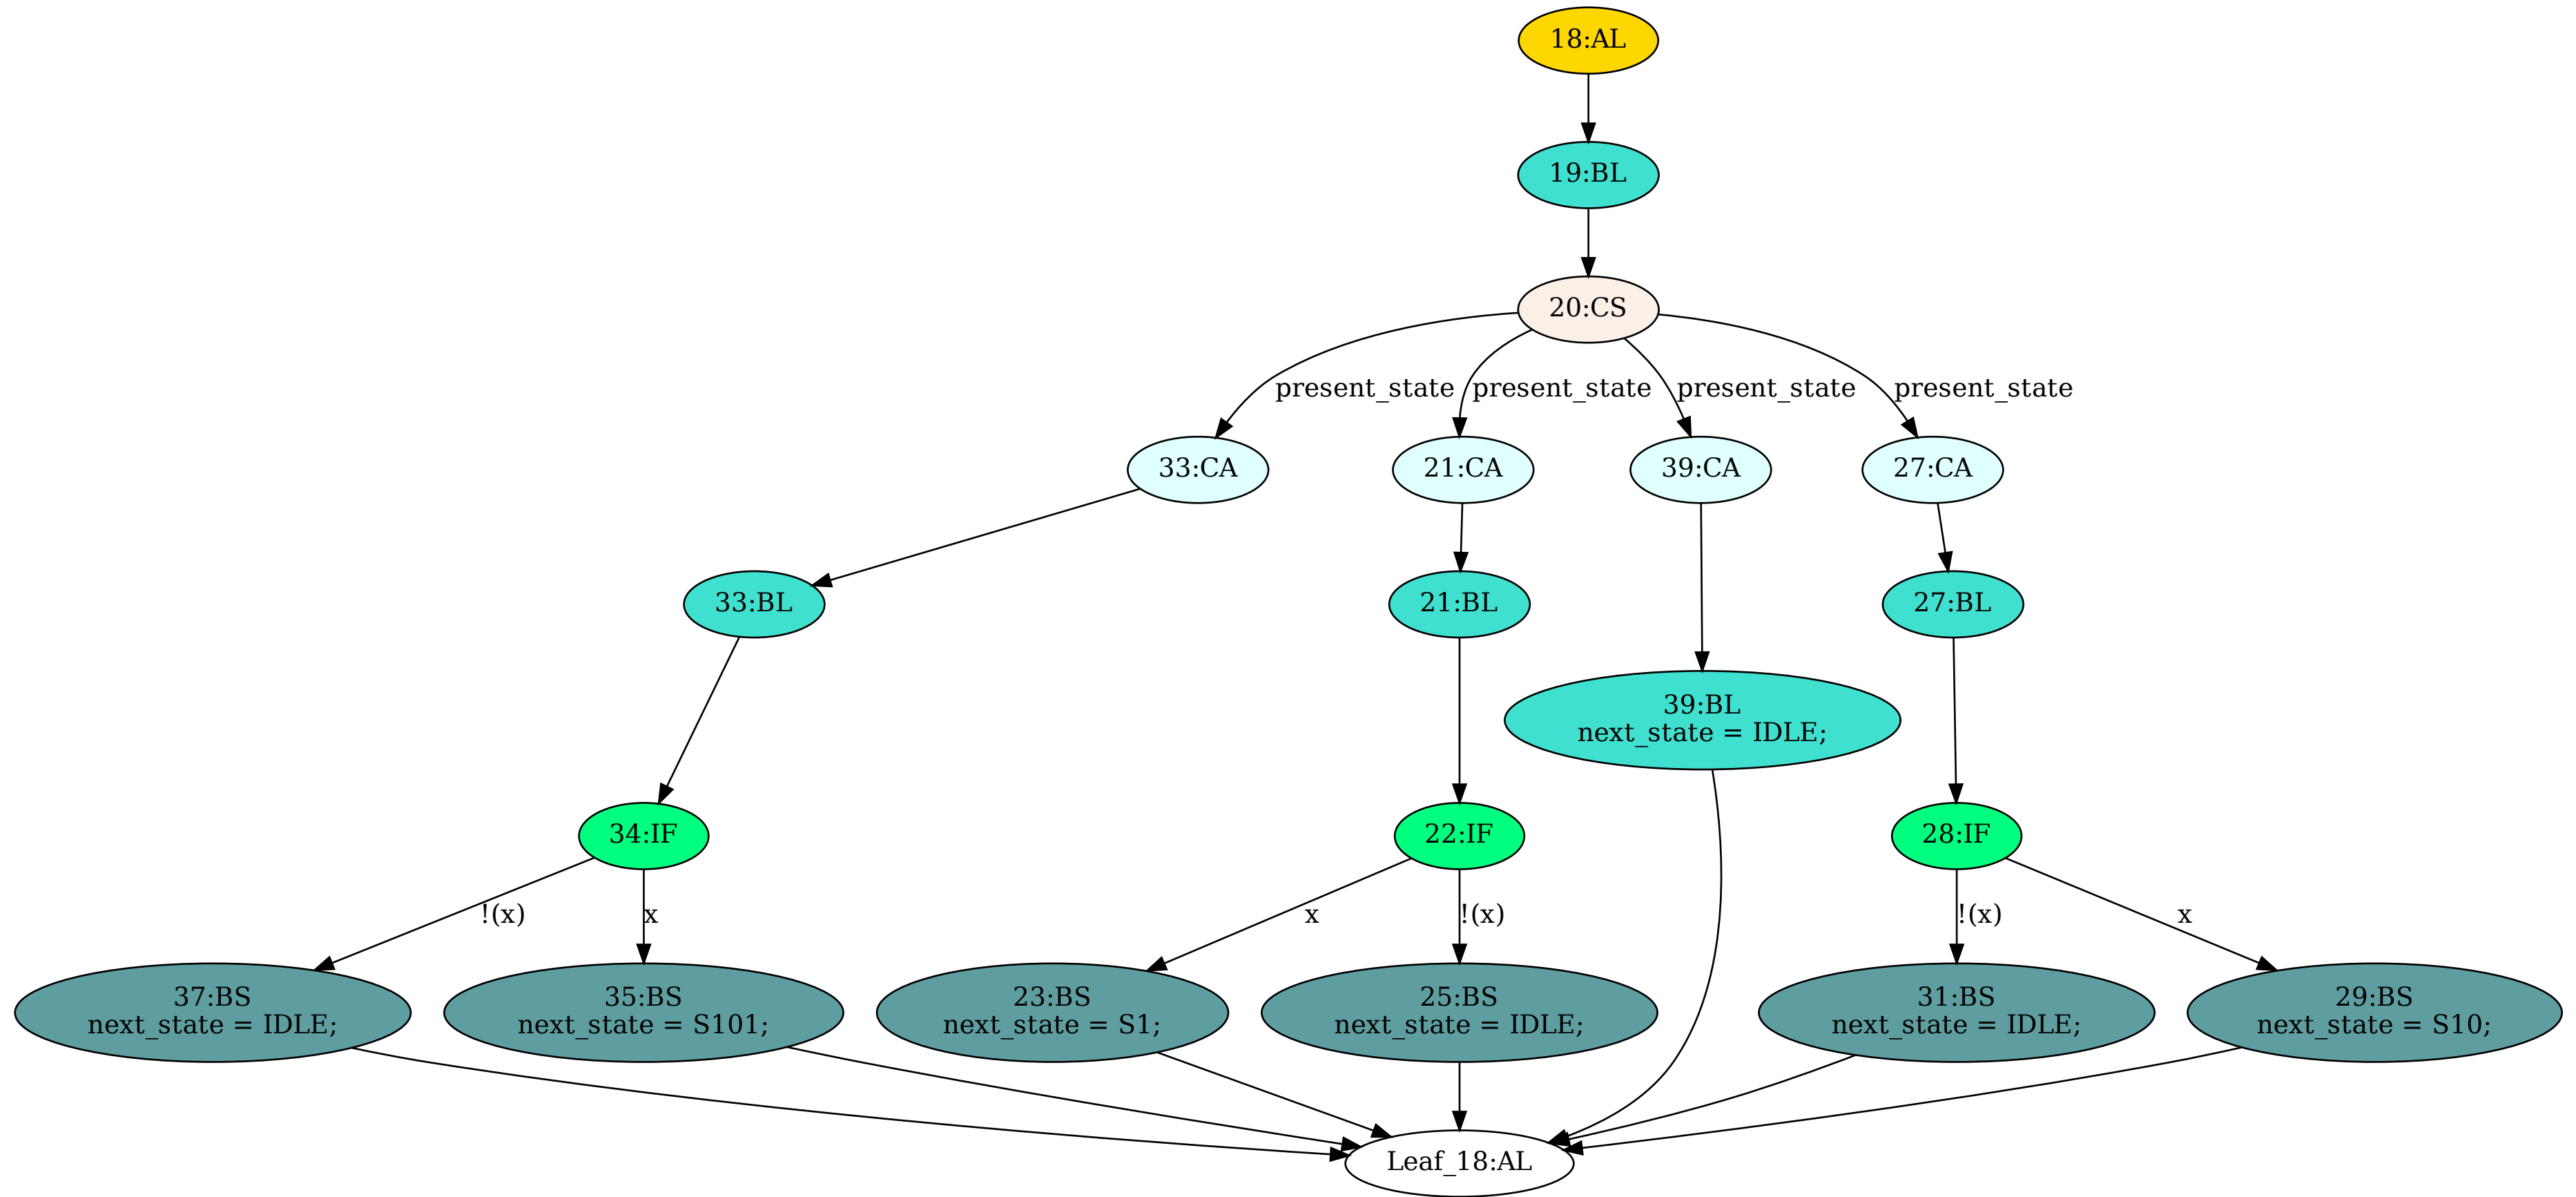 18:AL
19:BL
20:CS
present_state
present_state
present_state
present_state
33:CA
21:CA
39:CA
27:CA
33:BL
21:BL
27:BL
39:BL
next_state = IDLE;
34:IF
22:IF
28:IF
!(x)
x
x
!(x)
!(x)
x
37:BS
next_state = IDLE;
35:BS
next_state = S101;
23:BS
next_state = S1;
25:BS
next_state = IDLE;
31:BS
next_state = IDLE;
29:BS
next_state = S10;
Leaf_18:AL